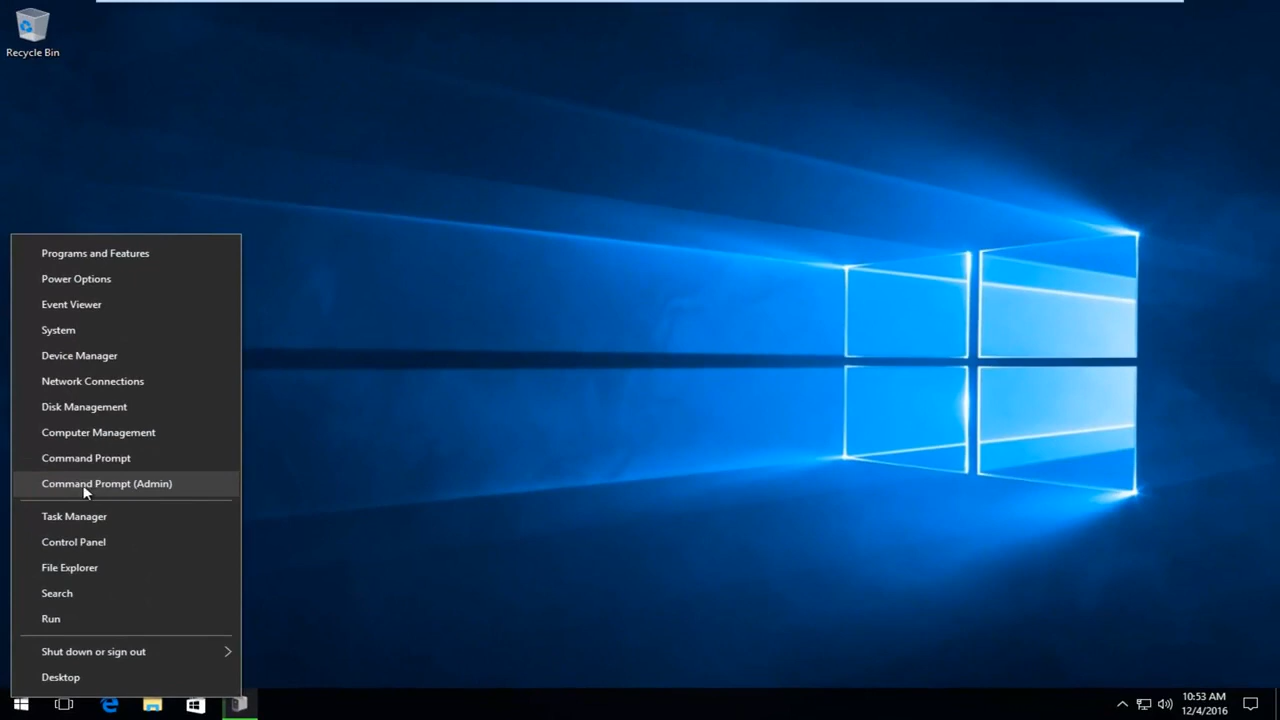 Recycle Bin
Programs and Features
Power Options
Event Viewer
System
Device Manager
Network Connections
Disk Management
Computer Management
Command Prompt
Command Prompt (Admin)
Task Manager
Control Panel
File Explorer
Search
Run
Shut down or sign out
Desktop
10:53 AM
12/4/2016